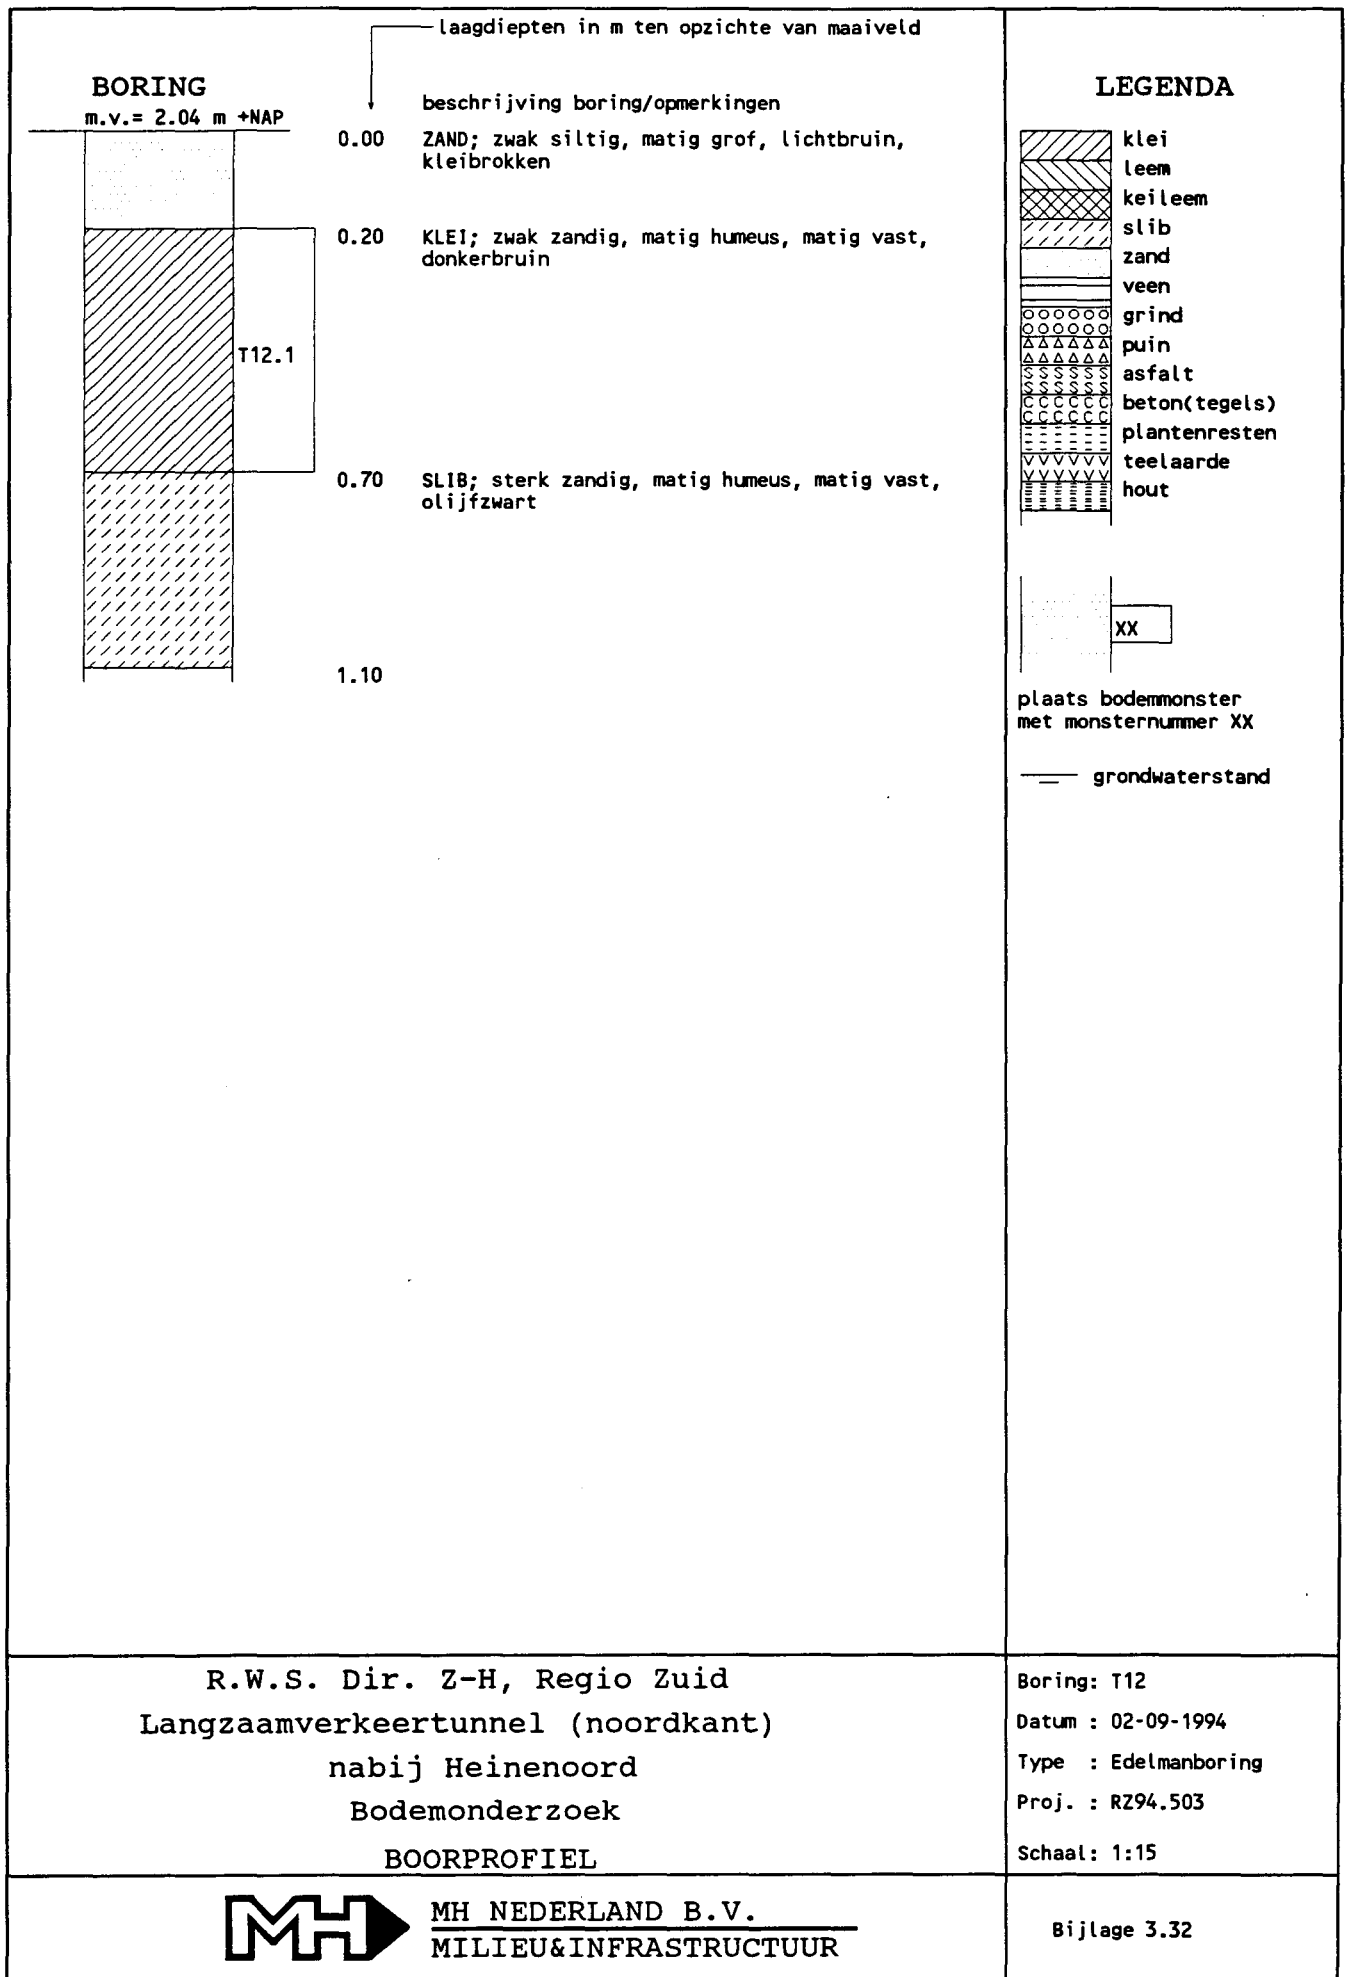 laagdiepten in m ten opzichte van maaiveld
BORING
m.v.= 2.04 m +NAP
beschrijving boring/opmerkingen
0.00 ZAND; zwak siltig, matig grof, lichtbruin,
kleibrokken
0.20 KLEI; zwak zandig, matig humeus, matig vast,
donkerbruin
T12.1
0.70 SLIB; sterk zandig, matig humeus, matig vast,
olijfzwart
1.10
LEGENDA
klei
leem
keileem
slib
zand
veen
grind
puin
asfalt
beton(tegels)
plantenresten
teelaarde
hout
XX
plaats bodemmonster
met monsternummer XX
grondwaterstand
R.W.S. Dir. Z-H, Regio Zuid
Langzaamverkeertunnel (noordkant)
nabij Heinenoord
Bodemonderzoek
BOORPROFIEL
Boring: T12
Datum : 02-09-1994
Type : Edelmanboring
Proj. : RZ94.503
Schaal: 1:15
MH
MH NEDERLAND B.V.
MILIEU&INFRASTRUCTUUR
Bijlage 3.32